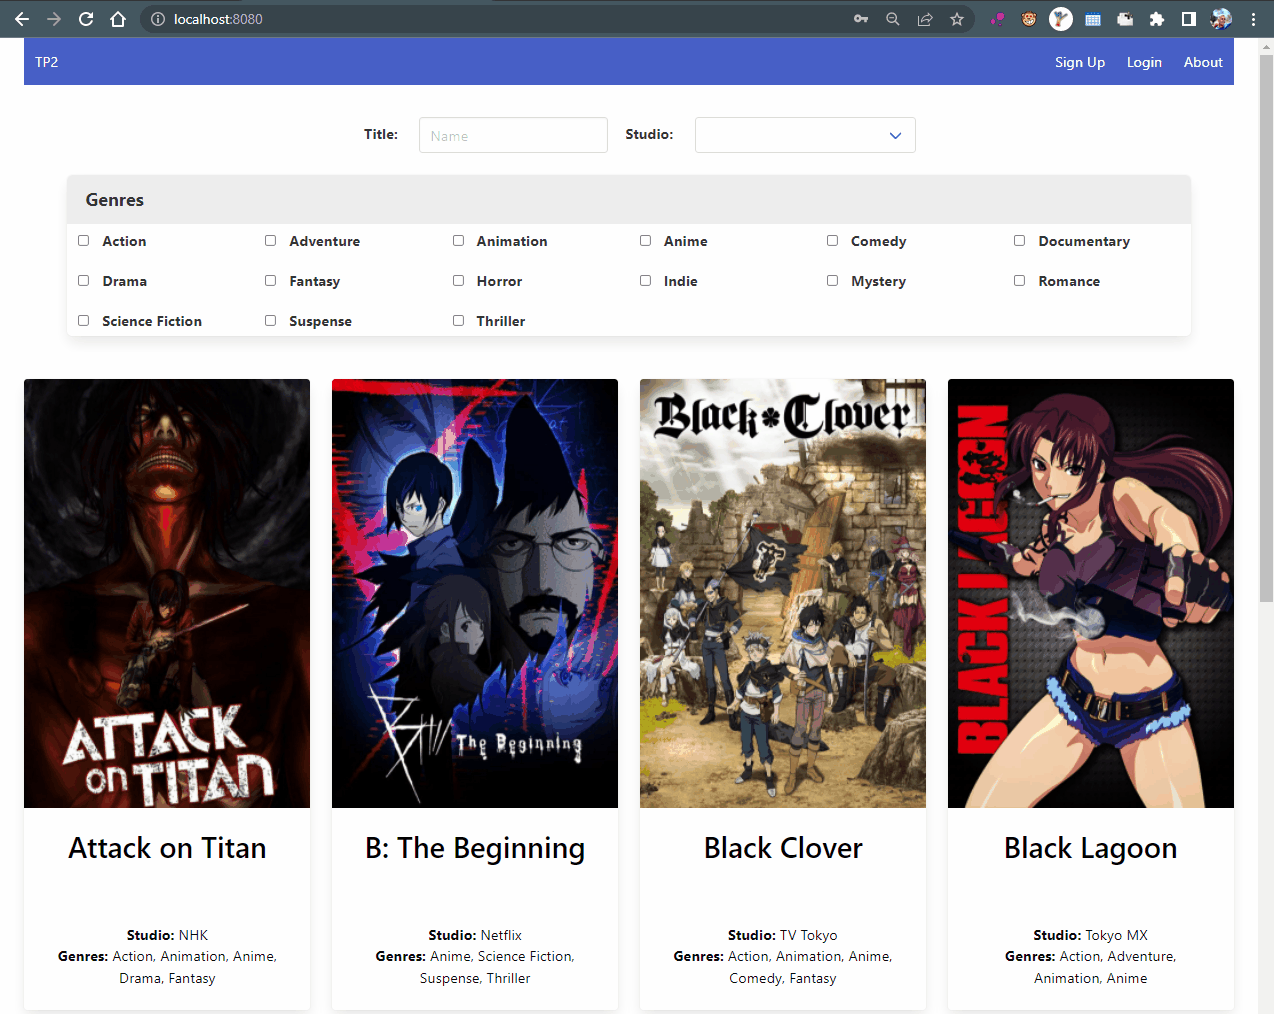 localhost:8080
TP2 Sign Up Login About
Title: Name Studio:
Genres
Action Adventure Animation Anime Comedy Documentary
Drama Fantasy Horror Indie Mystery Romance
Science Fiction Suspense Thriller
ATTACK
ON TITAN
B
The Beginning
Black Clover
BLACK LAGOON
Attack on Titan
Studio: NHK
Genres: Action, Animation, Anime,
Drama, Fantasy
B: The Beginning
Studio: Netflix
Genres: Anime, Science Fiction,
Suspense, Thriller
Black Clover
Studio: TV Tokyo
Genres: Action, Animation, Anime,
Comedy, Fantasy
Black Lagoon
Studio: Tokyo MX
Genres: Action, Adventure,
Animation, Anime